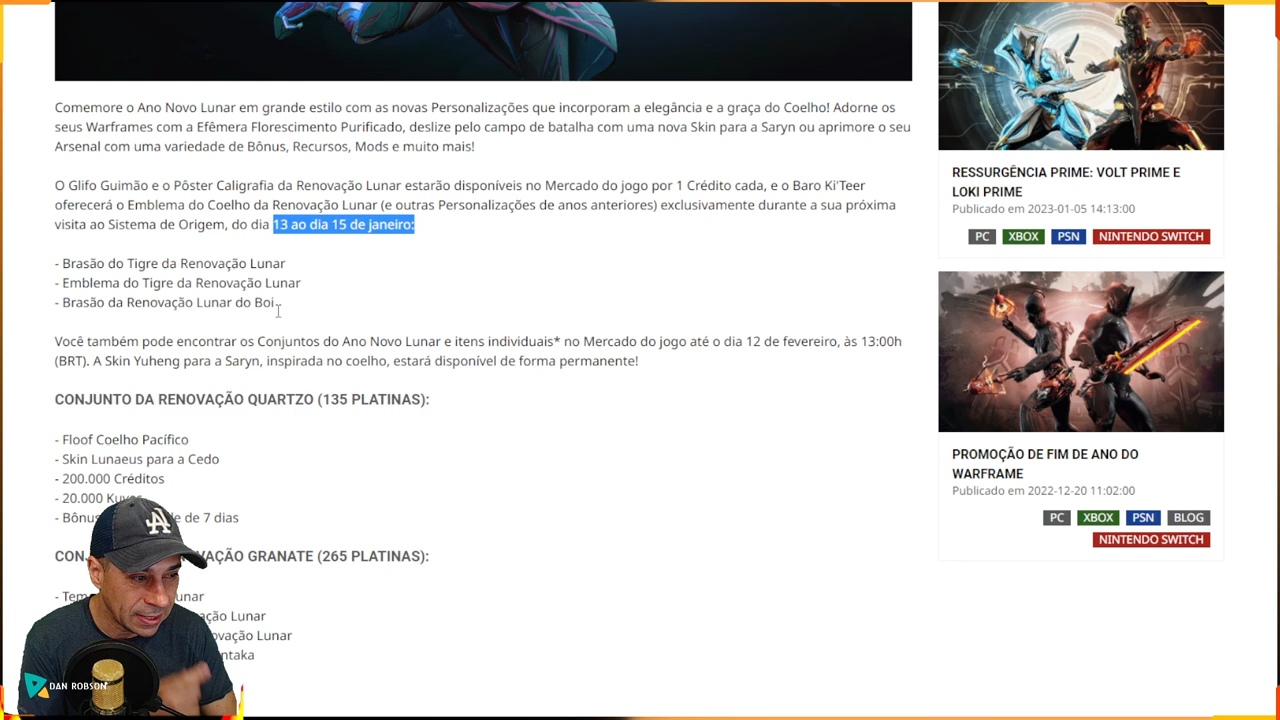 Comemore o Ano Novo Lunar em grande estilo com as novas Personalizações que incorporam a elegância e a graça do Coelho! Adorne os
seus Warframes com a Efêmera Florescimento Purificado, deslize pelo campo de batalha com uma nova Skin para a Saryn ou aprimore o seu
Arsenal com uma variedade de Bônus, Recursos, Mods e muito mais!
O Glifo Guimão e o Pôster Caligrafia da Renovação Lunar estarão disponíveis no Mercado do jogo por 1 Crédito cada, e o Baro Ki'Teer
oferecerá o Emblema do Coelho da Renovação Lunar (e outras Personalizações de anos anteriores) exclusivamente durante a sua próxima
visita ao Sistema de Origem, do dia 13 ao dia 15 de janeiro:
- Brasão do Tigre da Renovação Lunar
- Emblema do Tigre da Renovação Lunar
- Brasão da Renovação Lunar do Boi
Você também pode encontrar os Conjuntos do Ano Novo Lunar e itens individuais* no Mercado do jogo até o dia 12 de fevereiro, às 13:00h
(BRT). A Skin Yuheng para a Saryn, inspirada no coelho, estará disponível de forma permanente!
CONJUNTO DA RENOVAÇÃO QUARTZO (135 PLATINAS):
- Floof Coelho Pacífico
- Skin Lunaeus para a Cedo
- 200.000 Créditos
- 20.000 Kuvas
- Bônus de 7 dias
RENOVAÇÃO GRANATE (265 PLATINAS):
Lunar
Renovação Lunar
Renovação Lunar
DAN ROBSON
RESSURGÊNCIA PRIME: VOLT PRIME E
LOKI PRIME
Publicado em 2023-01-05 14:13:00
PC XBOX PSN NINTENDO SWITCH
PROMOÇÃO DE FIM DE ANO DO
WARFRAME
Publicado em 2022-12-20 11:02:00
PC XBOX PSN BLOG
NINTENDO SWITCH